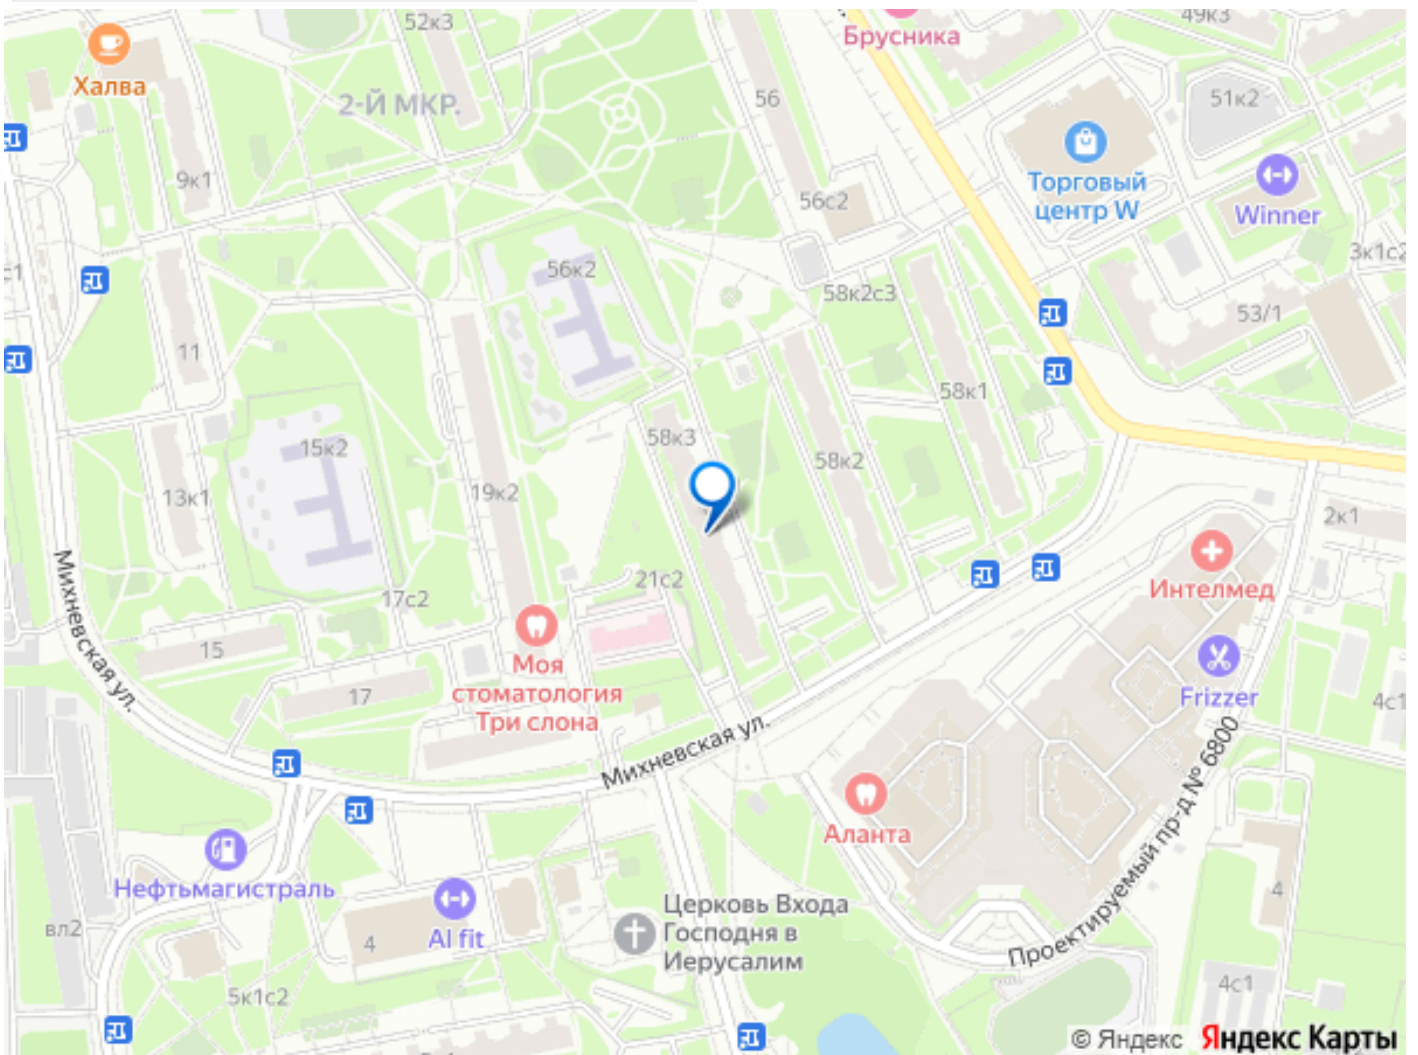 52к3
49к3
Брусника
Халва
2-Й МКР.
56
51к2
9к1
Торговый
центр W
Winner
56с2
3к1с2
с1
56к2
58к2с3
53/1
11
58к1
58к3
15к2
58к2
19к2
13к1
2к1
Интелмед
21с2
17с2
Михневская ул.
15
Моя
стоматология
Три слона
17
Frizzer
4с1
Михневская ул.
Проектируемый пр-д № 6800
Аланта
Нефтьмагистраль
4
Церковь Входа
Господня в
Иерусалим
вл2
4
AI fit
5к1с2
4с1
© Яндекс Яндекс Карты